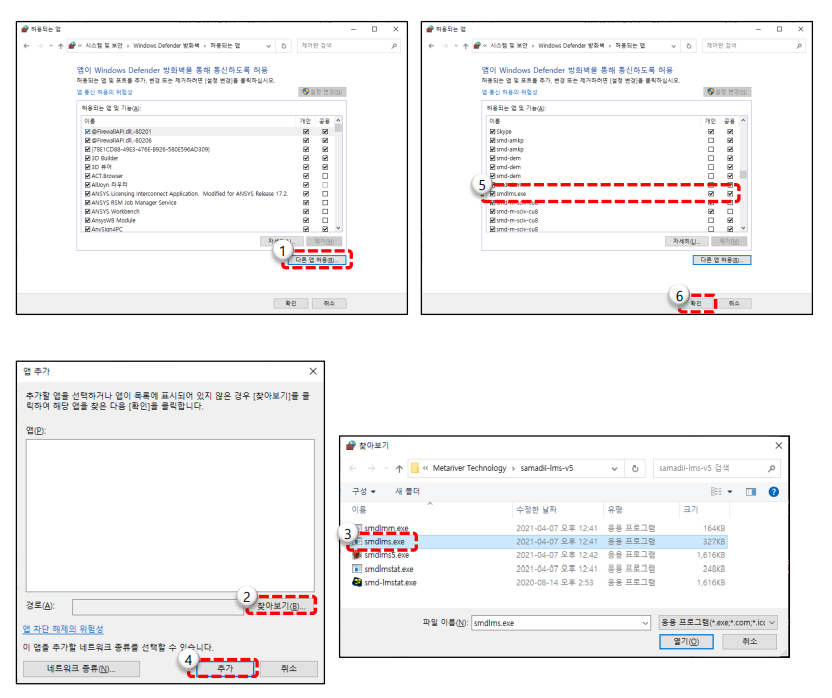 허용되는 앱
« 시스템 및 보안 › Windows Defender 방화벽 › 허용되는 앱
제어판 검색
앱이 Windows Defender 방화벽을 통해 통신하도록 허용
허용되는 앱 및 포트를 추가, 변경 또는 제거하려면 [설정 변경]을 클릭하십시오.
앱 통신 허용의 위험성
설정 변경(N)
허용되는 앱 및 기능(A):
이름 개인 공용
@FirewallAPI.dll,-80201
@FirewallAPI.dll,-80206
{78E1CD88-49E3-476E-B926-580E596AD309}
3D Builder
3D 뷰어
ACT.Browser
AllJoyn 라우터
ANSYS Licensing Interconnect Application. Modified for ANSYS Release 17.2.
ANSYS RSM Job Manager Service
ANSYS Workbench
AnsysWB Module
AnySign4PC
제거(M)
1
다른 앱 허용(R)...
확인 취소
허용되는 앱
« 시스템 및 보안 › Windows Defender 방화벽 › 허용되는 앱
제어판 검색
앱이 Windows Defender 방화벽을 통해 통신하도록 허용
허용되는 앱 및 포트를 추가, 변경 또는 제거하려면 [설정 변경]을 클릭하십시오.
앱 통신 허용의 위험성
설정 변경(N)
허용되는 앱 및 기능(A):
이름 개인 공용
Skype
smd-amkp
smd-amkp
smd-dem
smd-dem
smd-dem
5
smd-dem
smdlms.exe
smd-m-sciv-cu8
smd-m-sciv-cu8
smd-m-sciv-cu8
자세히(L)... 제거(M)
다른 앱 허용(R)...
6
확인 취소
앱 추가
추가할 앱을 선택하거나 앱이 목록에 표시되어 있지 않은 경우 [찾아보기]를 클
릭하여 해당 앱을 찾은 다음 [확인]을 클릭합니다.
앱(P):
2
경로(A): 찾아보기(B)...
앱 차단 해제의 위험성
이 앱을 추가할 네트워크 종류를 선택할 수 있습니다.
4
네트워크 종류(N)... 추가 취소
찾아보기
« Metariver Technology › samadii-lms-v5
samadii-lms-v5 검색
구성 새 폴더
이름 수정한 날짜 유형 크기
smdlmm.exe 2021-04-07 오후 12:41 응용 프로그램 164KB
3
smdlms.exe 2021-04-07 오후 12:41 응용 프로그램 327KB
smdlms5.exe 2021-04-07 오후 12:42 응용 프로그램 1,616KB
smdlmstat.exe 2021-04-07 오후 12:41 응용 프로그램 248KB
smd-lmstat.exe 2020-08-14 오후 2:53 응용 프로그램 1,616KB
파일 이름(N): smdlms.exe
응용 프로그램(*.exe;*.com;*.ic
열기(O) 취소